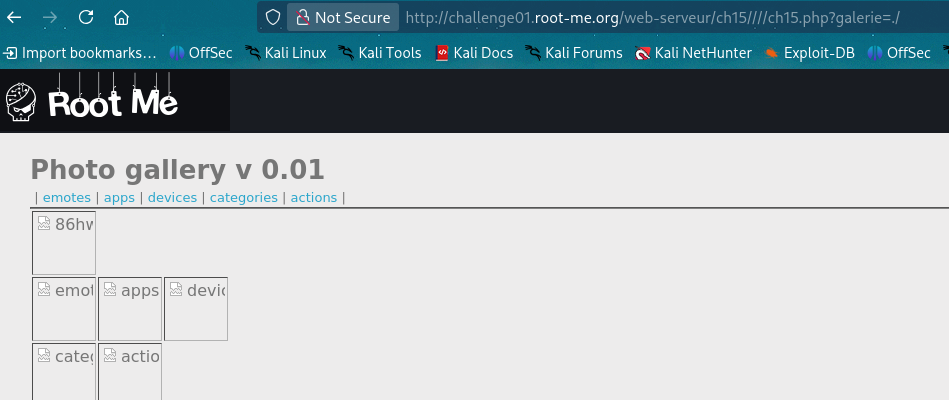 Not Secure http://challenge01.root-me.org/web-serveur/ch15////ch15.php?galerie=./
Import bookmarks... OffSec Kali Linux Kali Tools Kali Docs Kali Forums Kali NetHunter Exploit-DB OffSec
Root Me
Photo gallery v 0.01
| emotes | apps | devices | categories | actions |
86hw
emot apps devic
categ actio